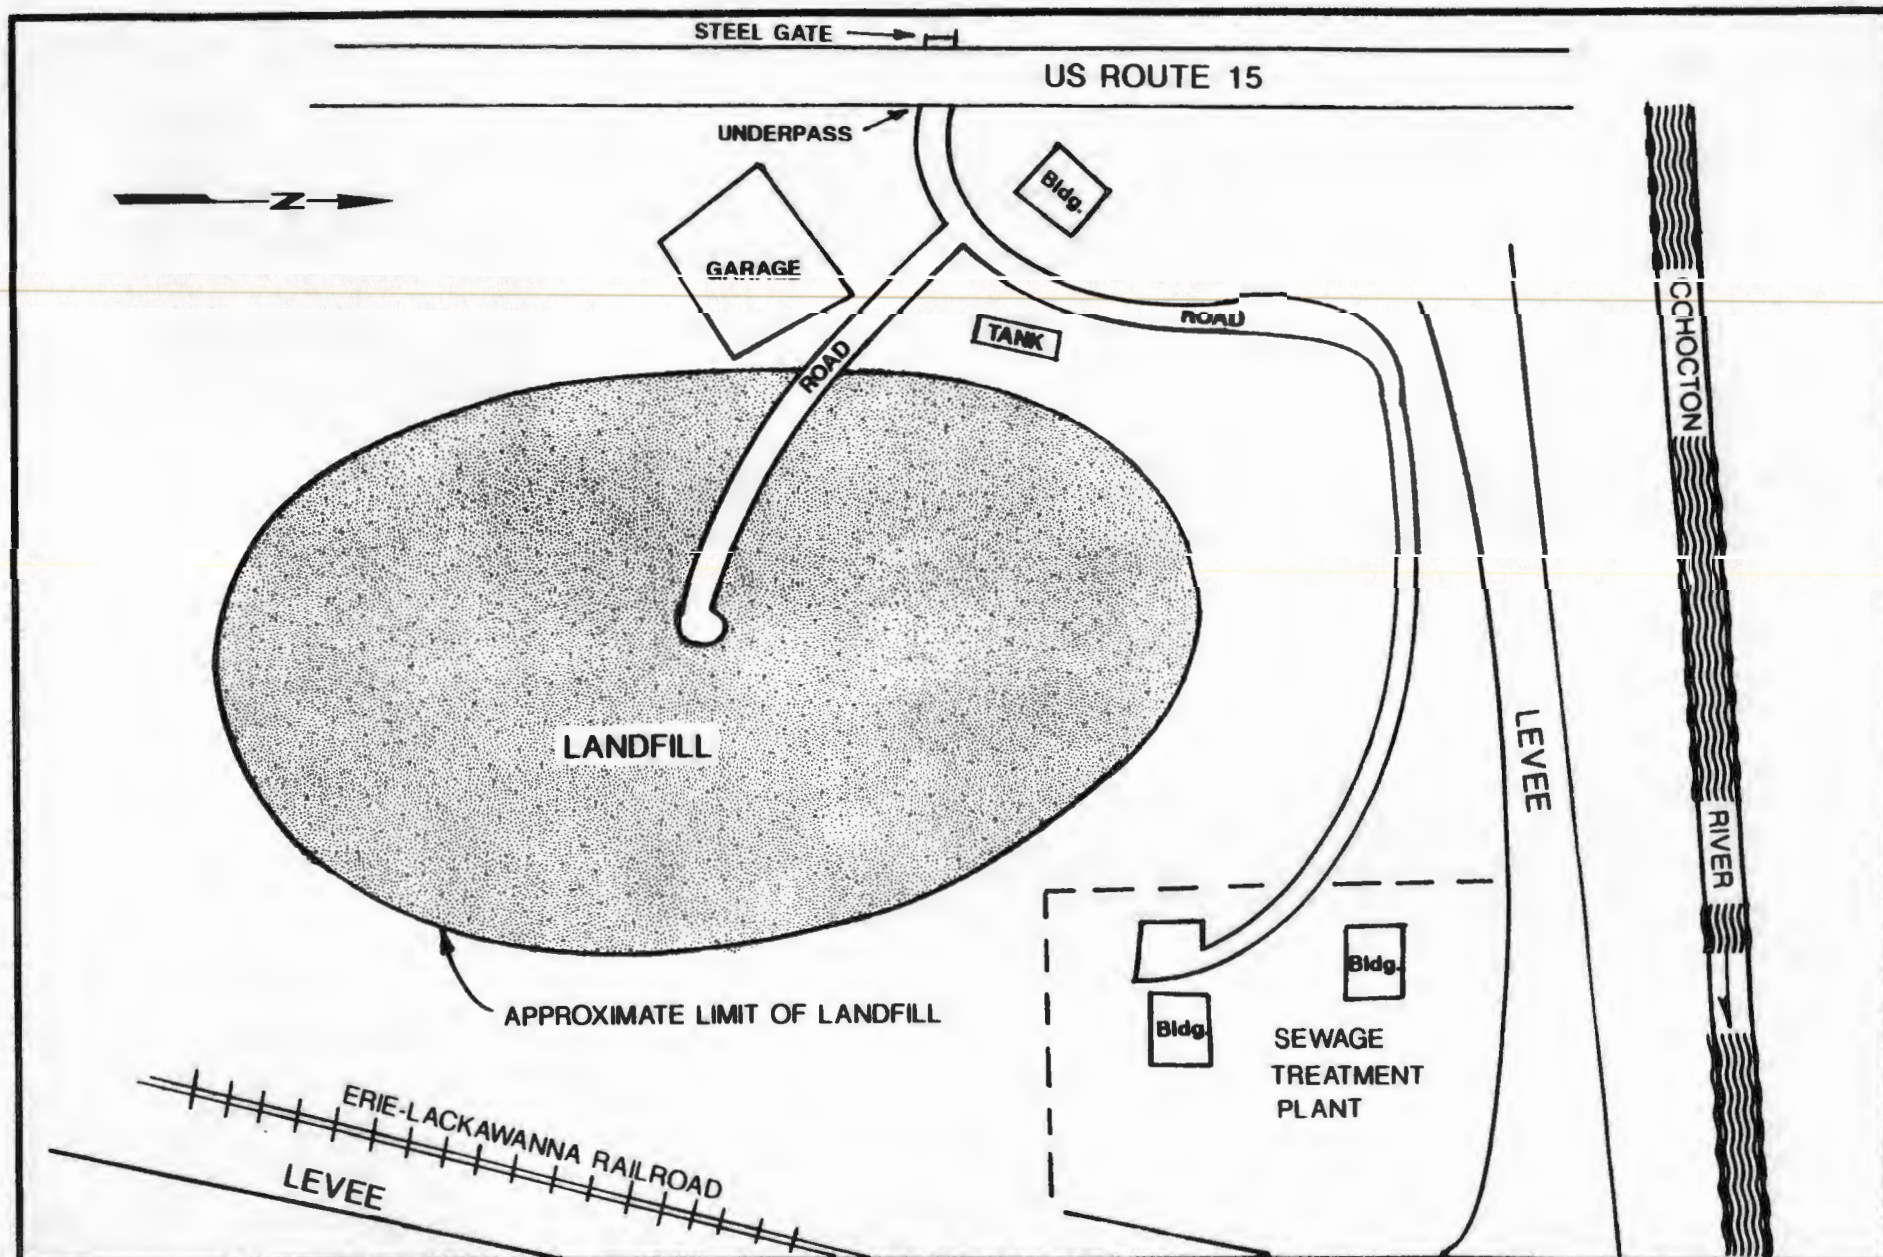 STEEL GATE
US ROUTE 15
UNDERPASS
N
Bldg.
GARAGE
TANK
ROAD
ROAD
CCHOCTON
RIVER
LANDFILL
LEVEE
APPROXIMATE LIMIT OF LANDFILL
Bldg.
Bldg.
SEWAGE
TREATMENT
PLANT
ERIE-LACKAWANNA RAILROAD
LEVEE